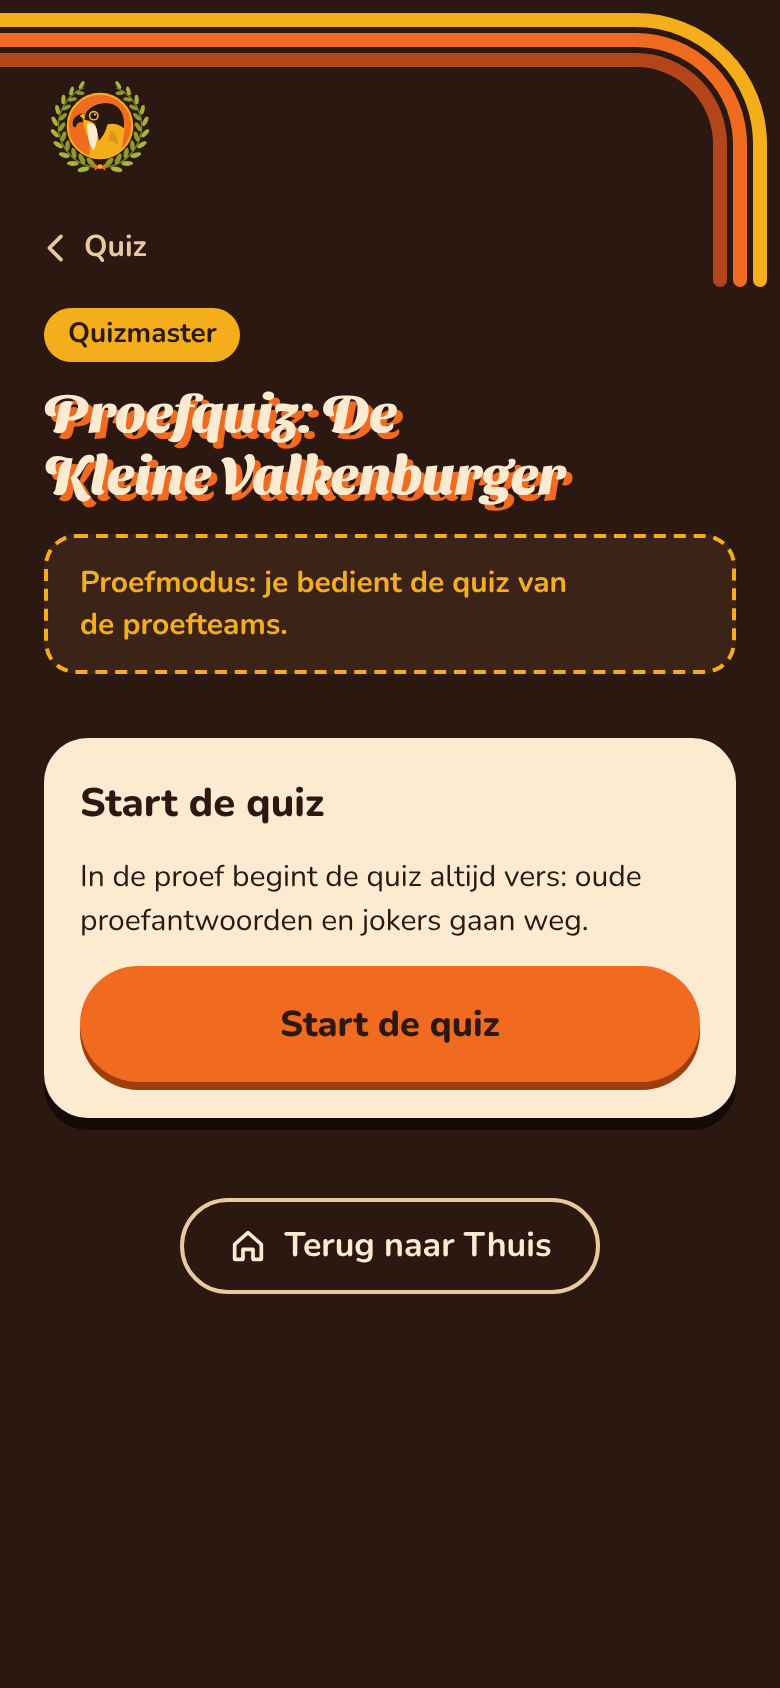 Quiz
Quizmaster
Proefquiz: De
Kleine Valkenburger
Proefmodus: je bedient de quiz van
de proefteams.
Start de quiz
In de proef begint de quiz altijd vers: oude
proefantwoorden en jokers gaan weg.
Start de quiz
Terug naar Thuis